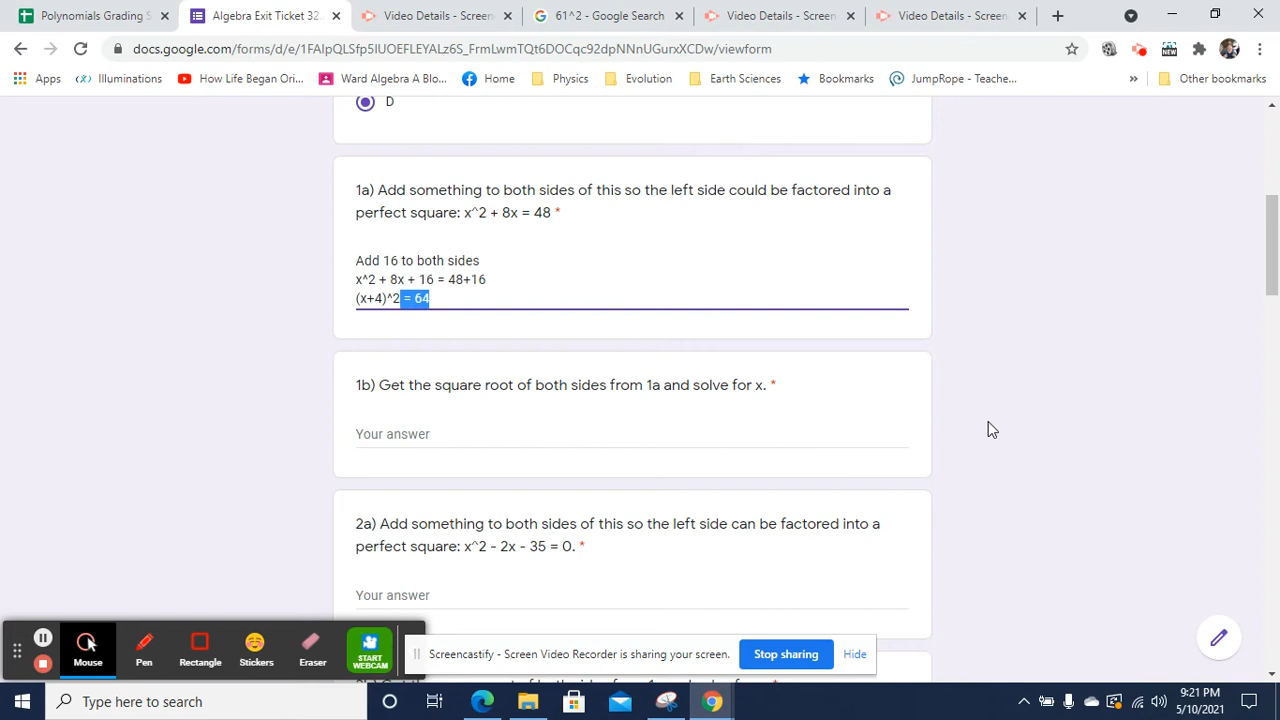 Polynomials Grading S
Algebra Exit Ticket 32.
Video Details - Screen
61^2 - Google Search
Video Details - Screen
Video Details - Screen
docs.google.com/forms/d/e/1FAIpQLSfp5lUOEFLEYALz6S_FrmLwmTQt6DOCqc92dpNNnUGurxXCDw/viewform
Apps
Illuminations
How Life Began Ori...
Ward Algebra A Blo...
Home
Physics
Evolution
Earth Sciences
Bookmarks
JumpRope - Teache...
»
Other bookmarks
D
1a) Add something to both sides of this so the left side could be factored into a
perfect square: x^2 + 8x = 48 *
Add 16 to both sides
x^2 + 8x + 16 = 48+16
(x+4)^2 = 64
1b) Get the square root of both sides from 1a and solve for x. *
Your answer
2a) Add something to both sides of this so the left side can be factored into a
perfect square: x^2 - 2x - 35 = 0. *
Your answer
Mouse
Pen
Rectangle
Stickers
Eraser
START
WEBCAM
Screencastify - Screen Video Recorder is sharing your screen.
Stop sharing
Hide
Type here to search
9:21 PM
5/10/2021